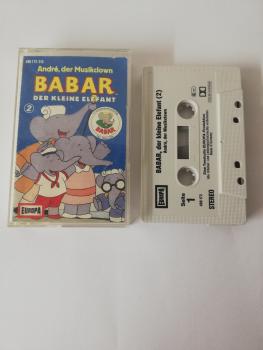 André, der Musikclown
BABAR
DER KLEINE ELEFANT
2
BABAR
EUROPA
EUROPA
BABAR, der kleine Elefant (2)
André, der Musikclown
Seite
1
STEREO